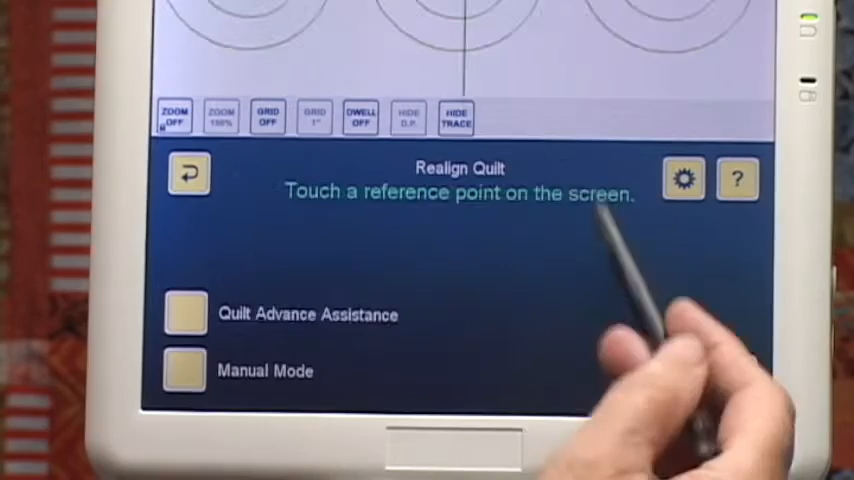 ZOOM OFF
ZOOM 100%
GRID OFF
GRID 1"
DWELL OFF
HIDE D.P.
HIDE TRACE
Realign Quilt
Touch a reference point on the screen.
?
Quilt Advance Assistance
Manual Mode